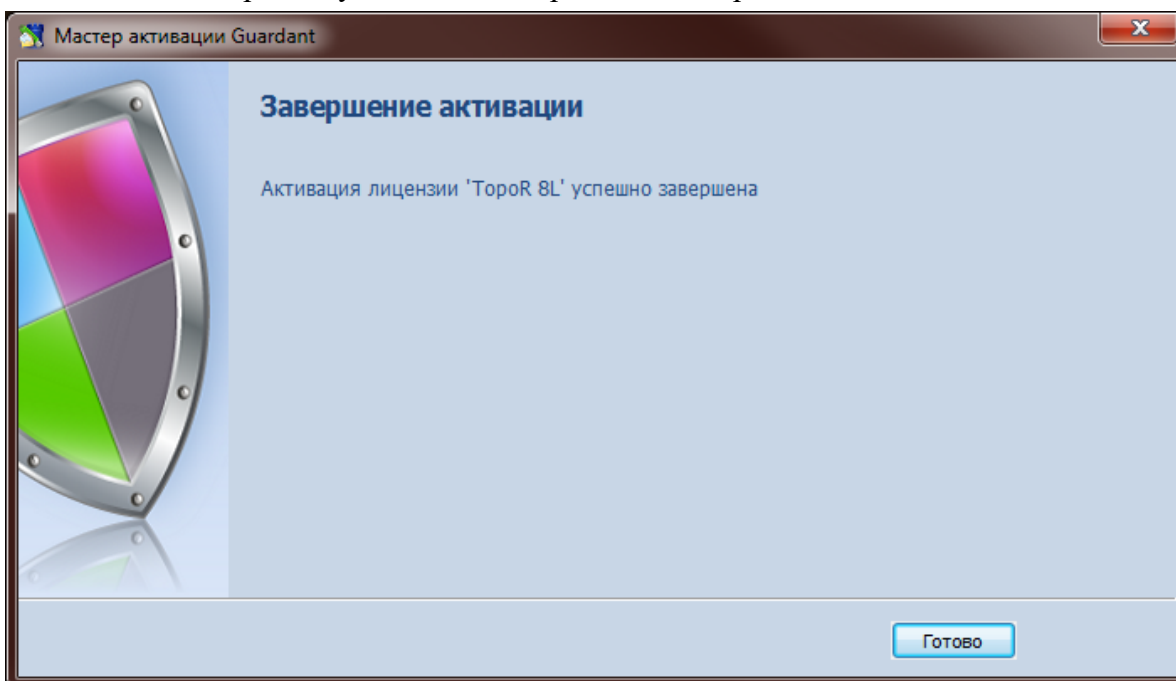 Мастер активации Guardant
Завершение активации
Активация лицензии 'TopoR 8L' успешно завершена
Готово